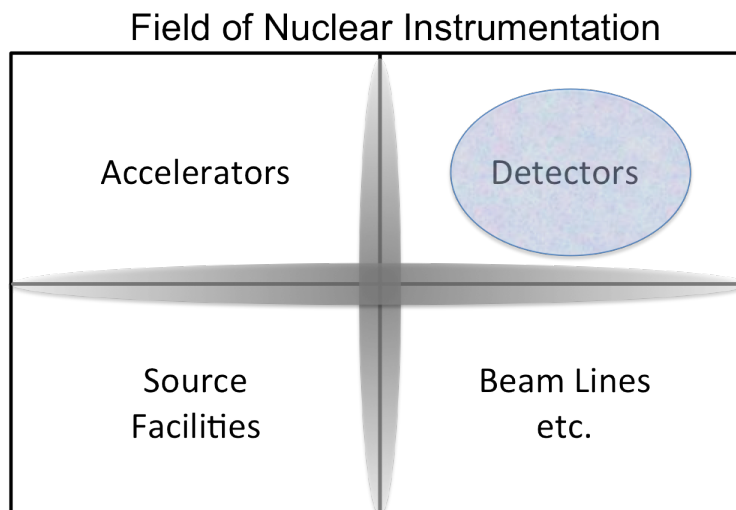 Field of Nuclear Instrumentation
Accelerators
Detectors
Source
Facilities
Beam Lines
etc.